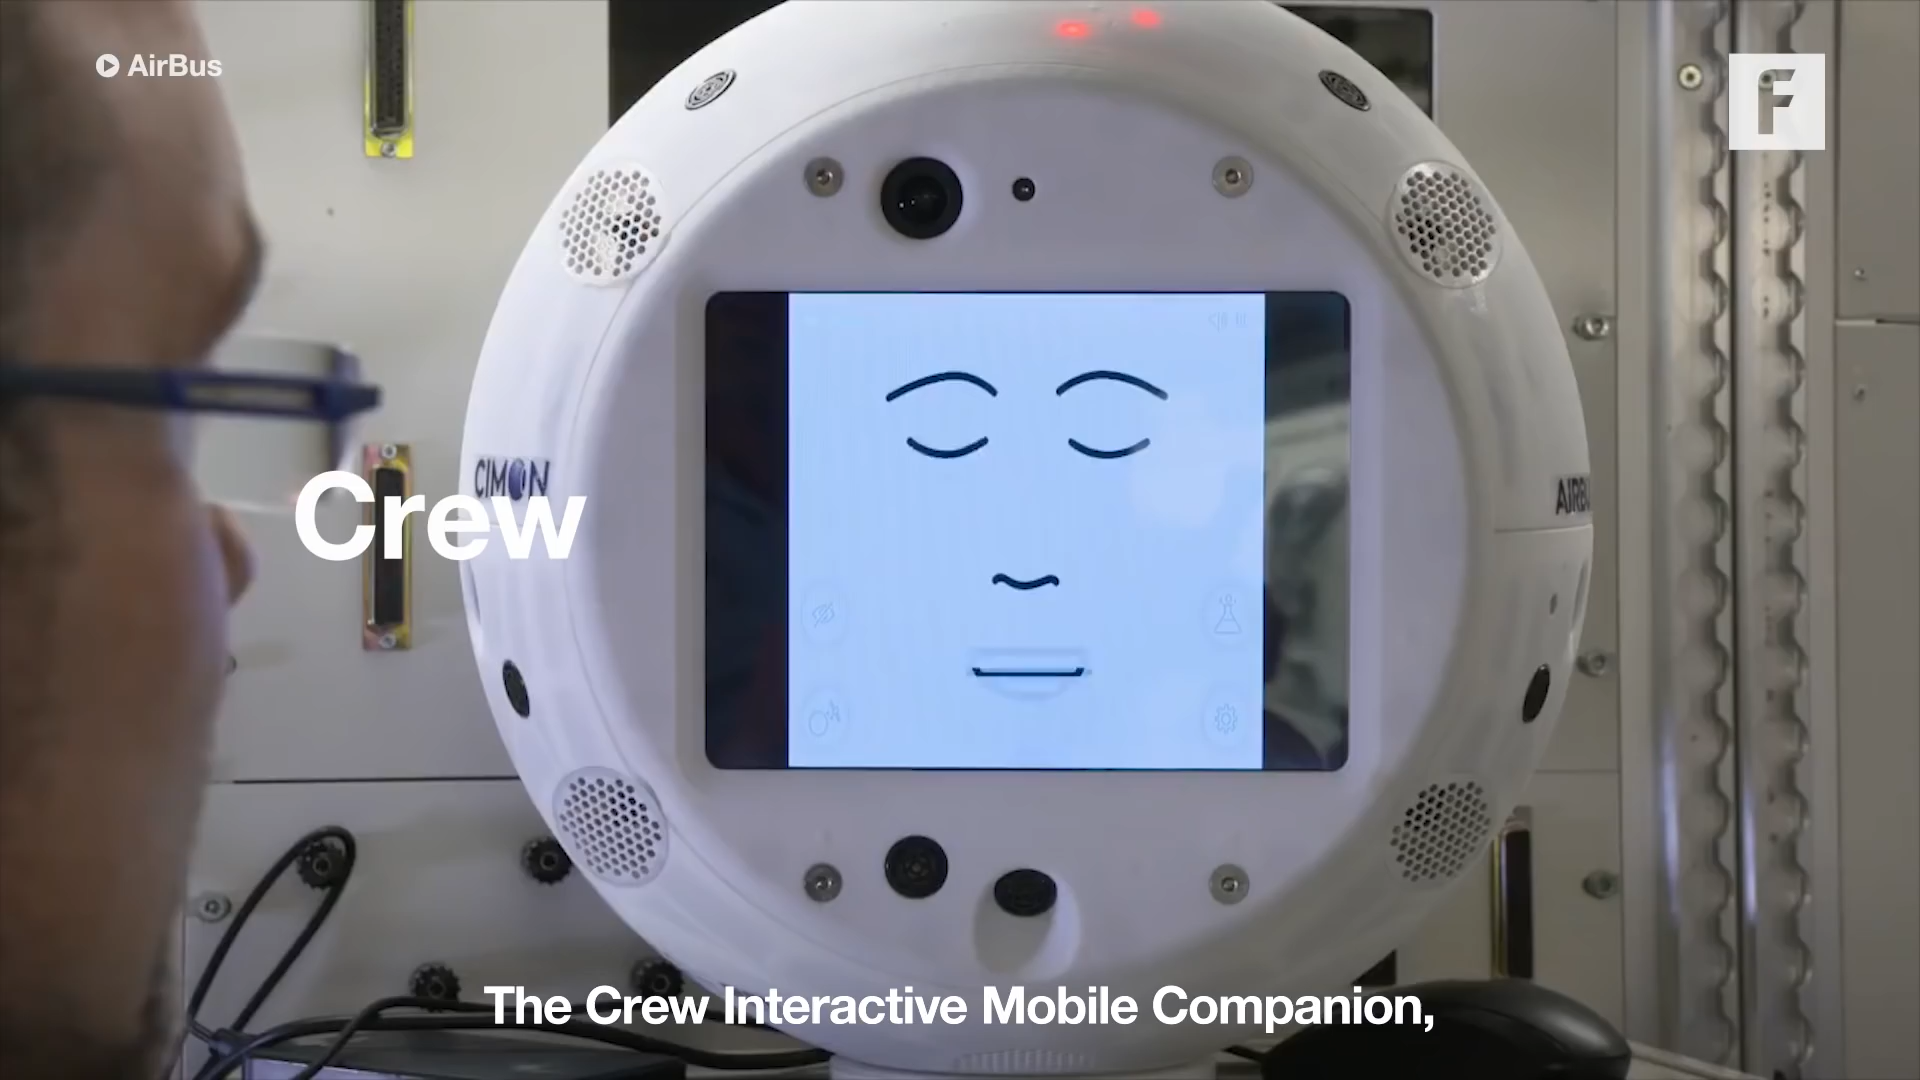 AirBus
F
CIMON
AIRBU
Crew
The Crew Interactive Mobile Companion,